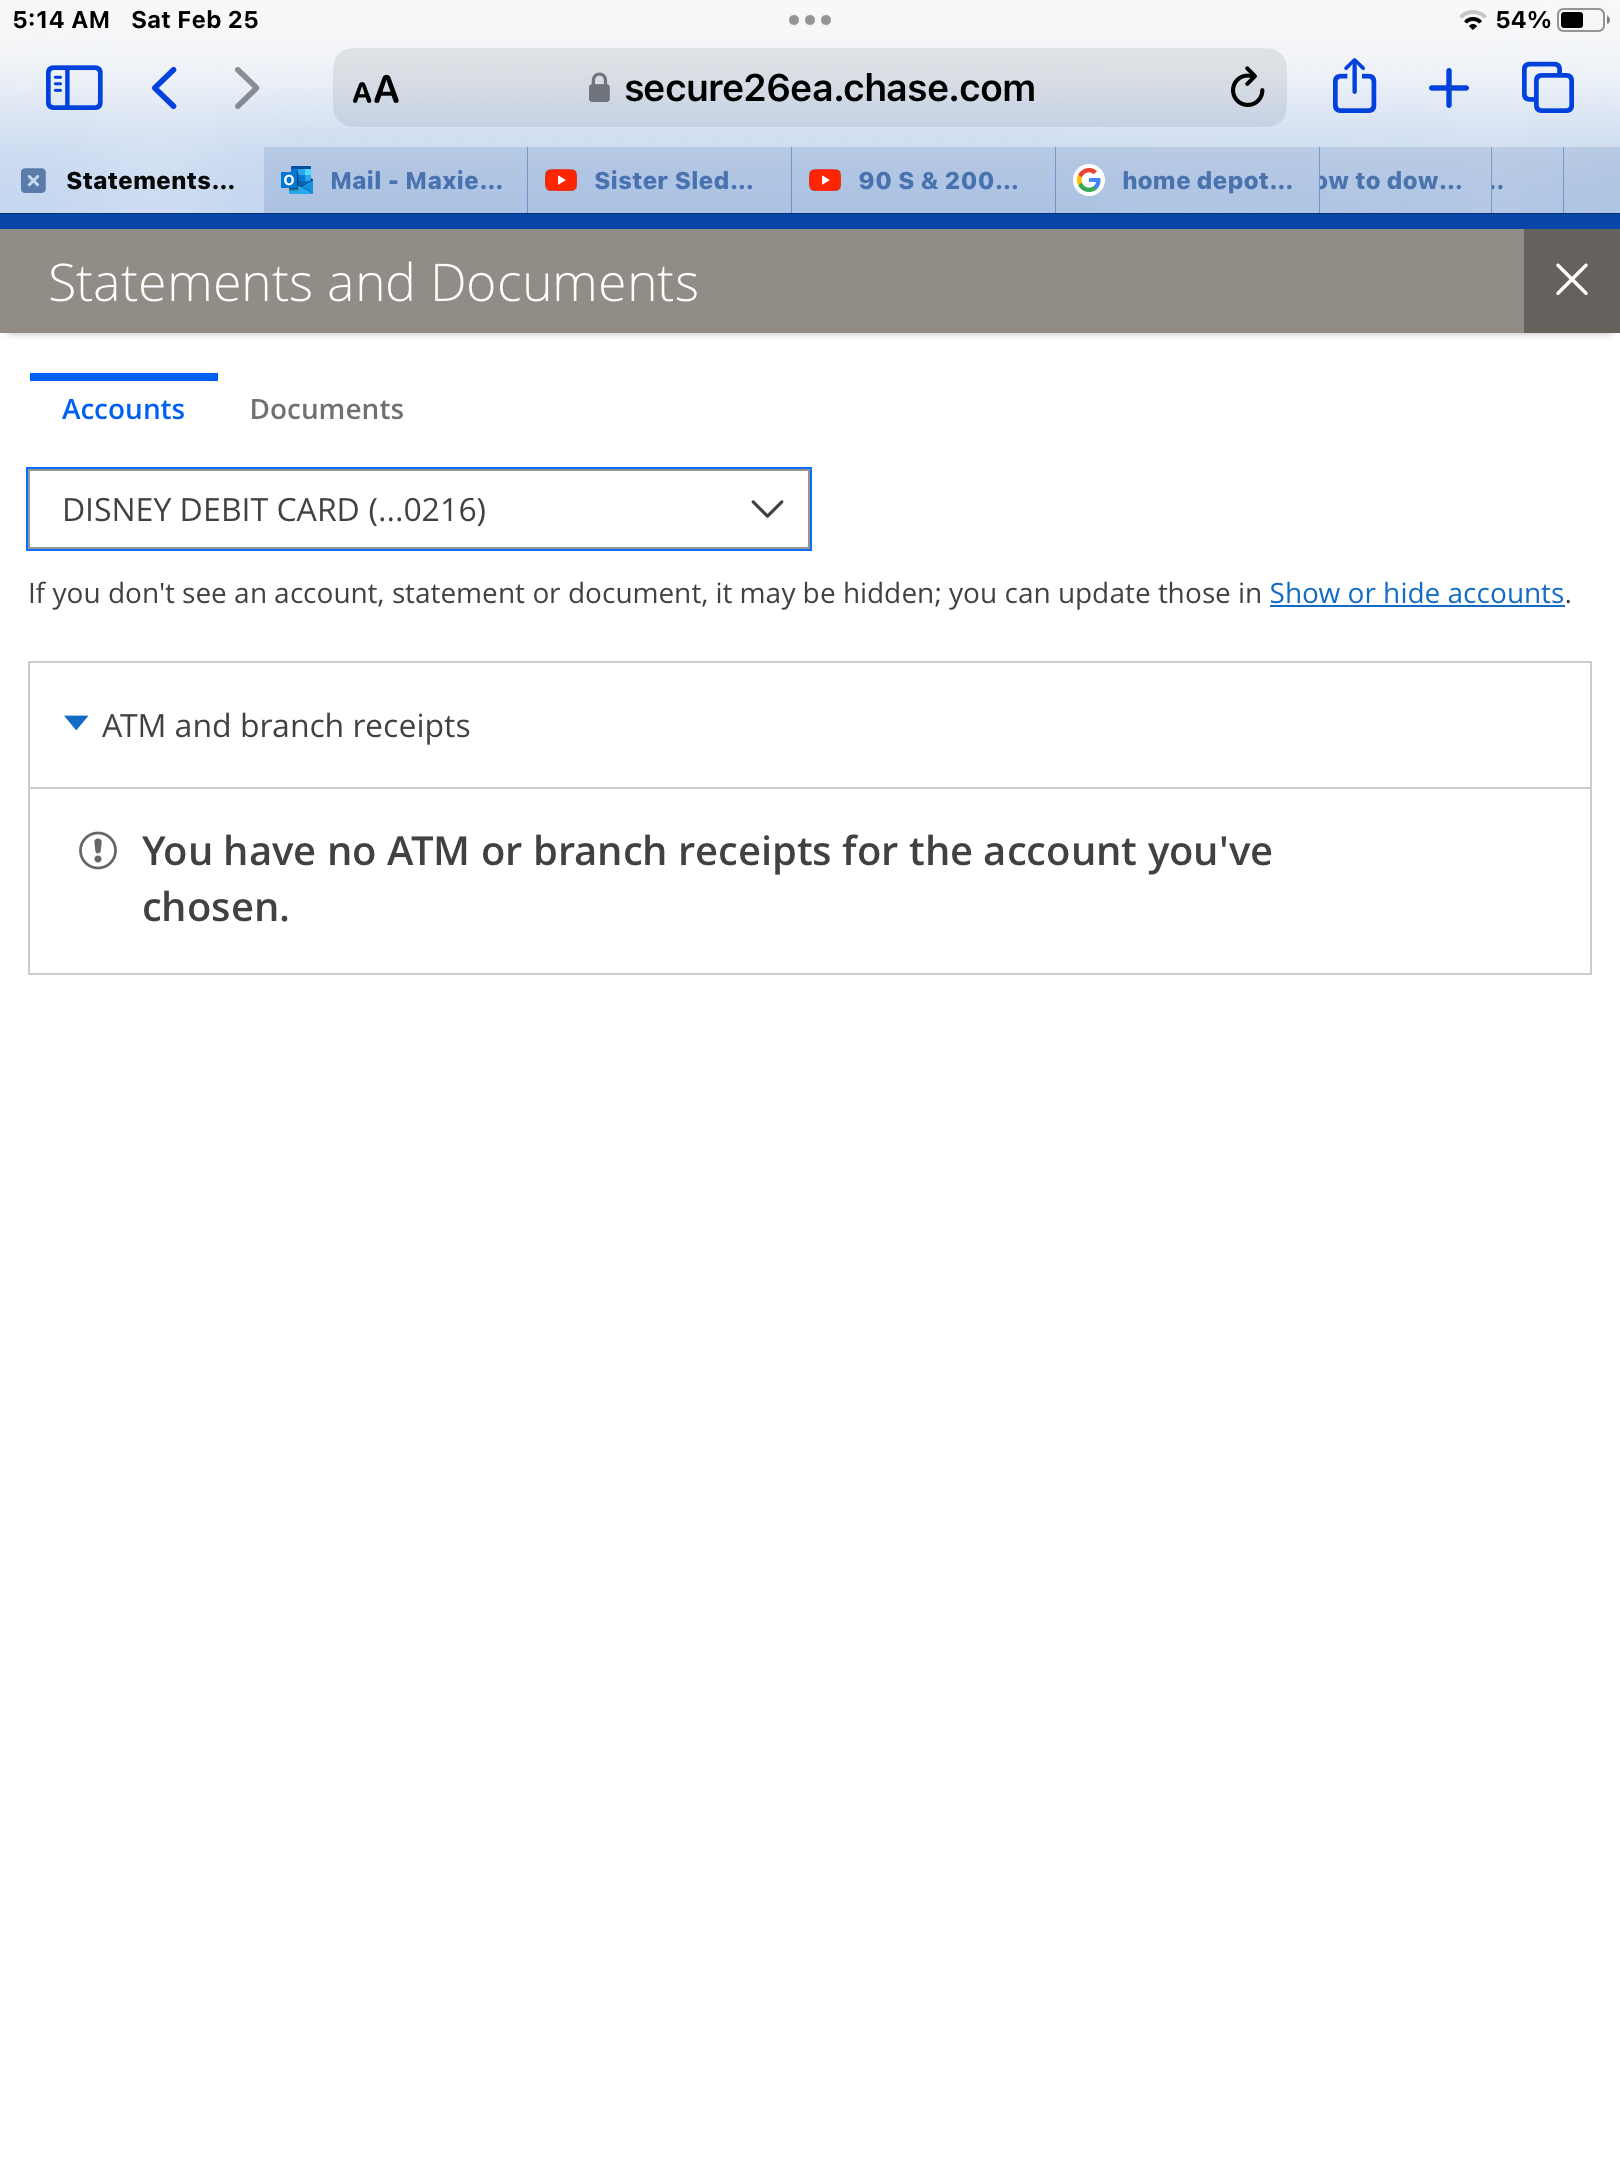 5:14 AM Sat Feb 25
54%
AA
secure26ea.chase.com
Statements...
Mail - Maxie...
Sister Sled...
90 S & 200...
home depot...
ow to dow...
..
Statements and Documents
Accounts
Documents
DISNEY DEBIT CARD (...0216)
If you don't see an account, statement or document, it may be hidden; you can update those in Show or hide accounts.
ATM and branch receipts
You have no ATM or branch receipts for the account you've
chosen.